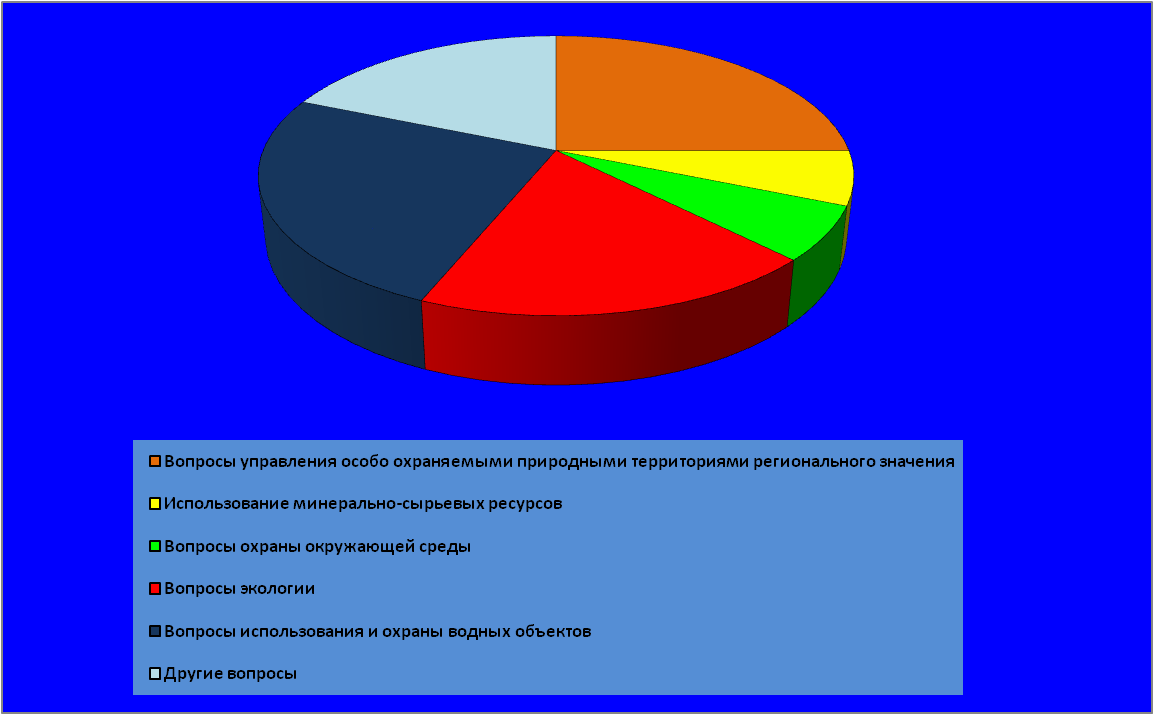 Вопросы управления особо охраняемыми природными территориями регионального значения
Использование минерально-сырьевых ресурсов
Вопросы охраны окружающей среды
Вопросы экологии
Вопросы использования и охраны водных объектов
Другие вопросы